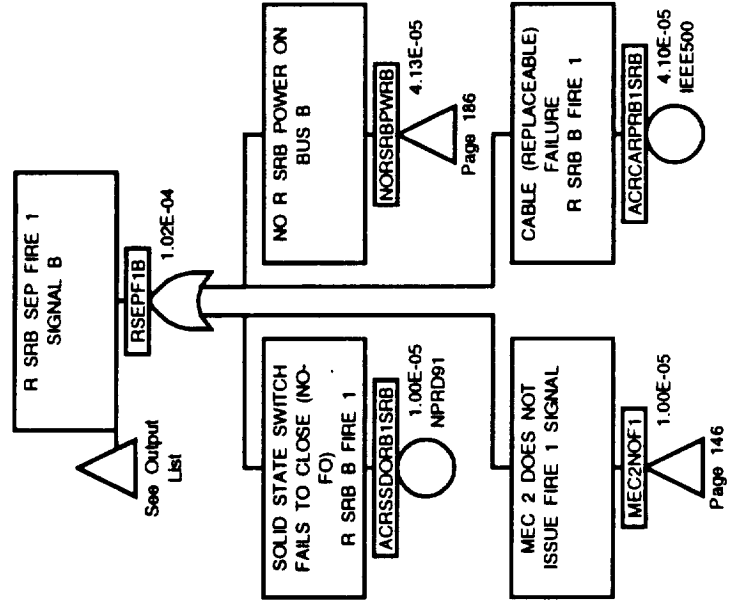 R SRB SEP FIRE 1
SIGNAL B
RSEPF1B
1.02E-04
See Output
List
SOLID STATE SWITCH
FAILS TO CLOSE (NO-
FO)
R SRB B FIRE 1
ACRSSDORB1SRB
1.00E-05
NPRD91
NO R SRB POWER ON
BUS B
NORSRBPWRB
4.13E-05
Page 186
MEC 2 DOES NOT
ISSUE FIRE 1 SIGNAL
MEC2NOF1
1.00E-05
Page 146
CABLE (REPLACEABLE)
FAILURE
R SRB B FIRE 1
ACRCARPRB1SRB
4.10E-05
IEEE500